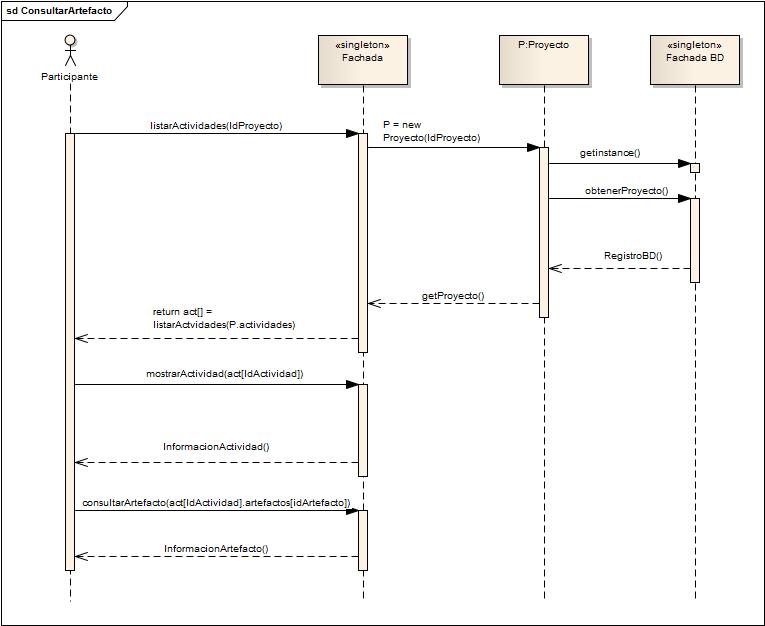 sd ConsultarArtefacto
Participante
«singleton»
Fachada
P:Proyecto
«singleton»
Fachada BD
listarActividades(IdProyecto)
P = new
Proyecto(IdProyecto)
getinstance()
obtenerProyecto()
RegistroBD()
getProyecto()
return act[] =
listarActvidades(P.actividades)
mostrarActividad(act[IdActividad])
InformacionActividad()
consultarArtefacto(act[IdActividad].artefactos[idArtefacto])
InformacionArtefacto()